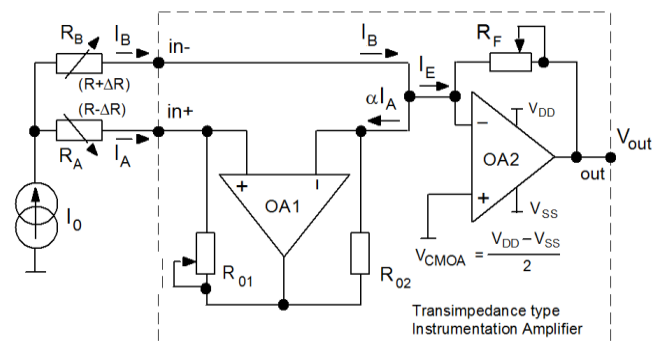 R_B
I_B
in-
I_B
R_F
(R+ΔR)
I_E
αI_A
V_DD
(R-ΔR)
in+
R_A
I_A
−
OA2
+
V_out
out
+
−
OA1
V_SS
I_0
V_CMOA = (V_DD − V_SS)/2
R_01
R_02
Transimpedance type
Instrumentation Amplifier